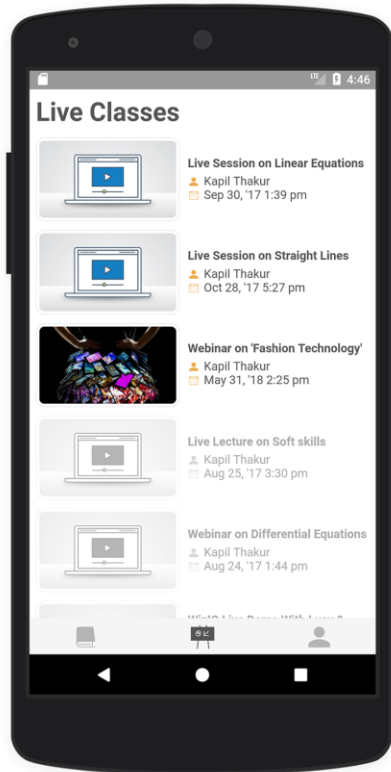 LTE 4:46
Live Classes
Live Session on Linear Equations
Kapil Thakur
Sep 30, '17 1:39 pm
Live Session on Straight Lines
Kapil Thakur
Oct 28, '17 5:27 pm
Webinar on 'Fashion Technology'
Kapil Thakur
May 31, '18 2:25 pm
Live Lecture on Soft skills
Kapil Thakur
Aug 25, '17 3:30 pm
Webinar on Differential Equations
Kapil Thakur
Aug 24, '17 1:44 pm